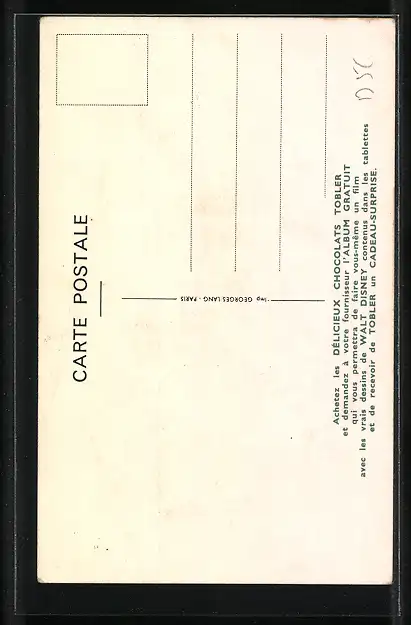 CARTE POSTALE
Imp. GEORGES LANG - PARIS
Achetez les DÉLICIEUX CHOCOLATS TOBLER
et demandez à votre fournisseur l'ALBUM GRATUIT
qui vous permettra de faire vous-même un film
avec les vrais dessins de WALT DISNEY contenus dans les tablettes
et de recevoir de TOBLER un CADEAU-SURPRISE.